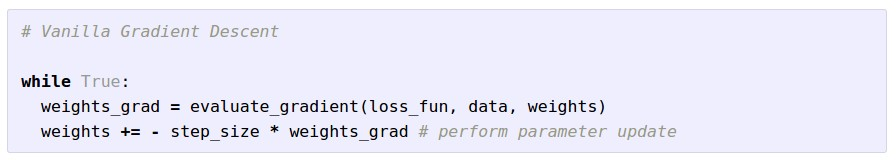 # Vanilla Gradient Descent
while True:
weights_grad = evaluate_gradient(loss_fun, data, weights)
weights += - step_size * weights_grad # perform parameter update